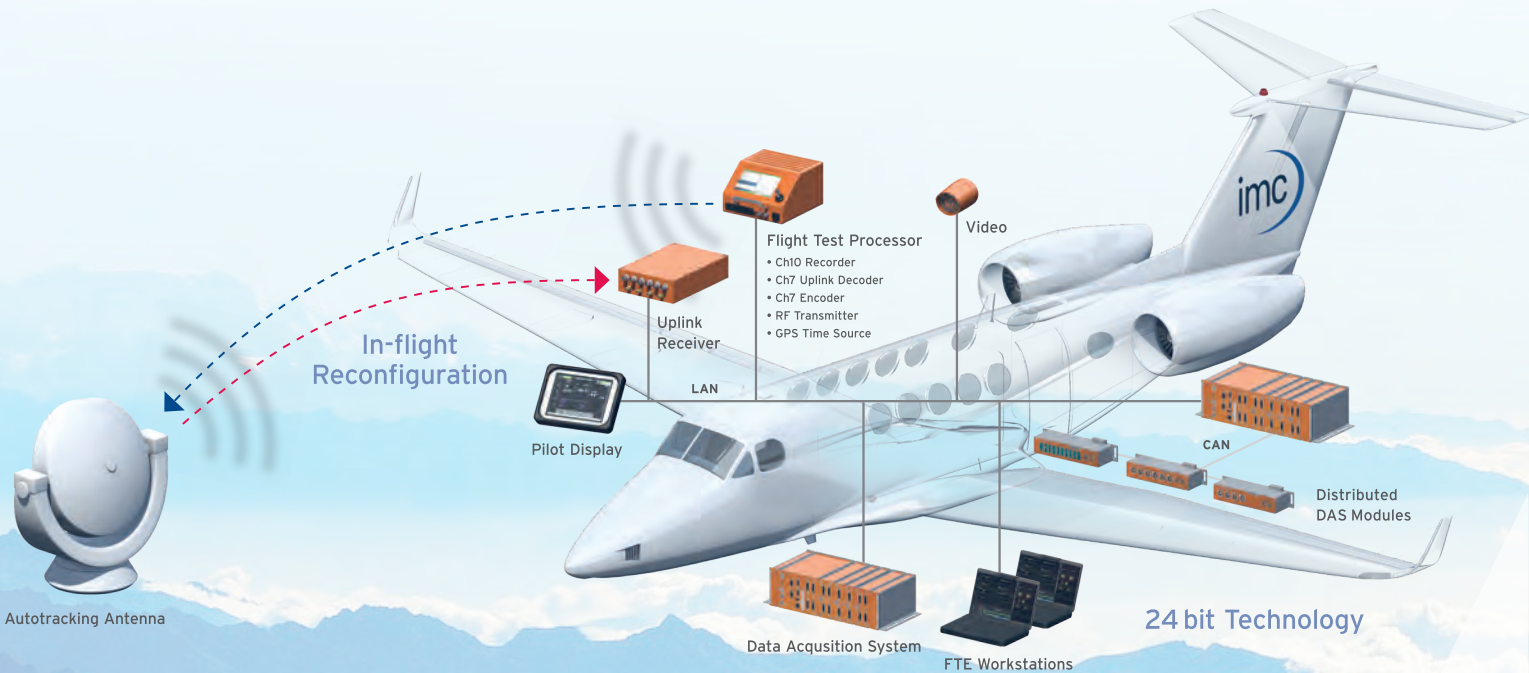 imc
Flight Test Processor
• Ch10 Recorder
• Ch7 Uplink Decoder
• Ch7 Encoder
• RF Transmitter
• GPS Time Source
Video
Uplink
Receiver
In-flight
Reconfiguration
LAN
Pilot Display
CAN
Distributed
DAS Modules
Autotracking Antenna
Data Acqusition System
FTE Workstations
24 bit Technology